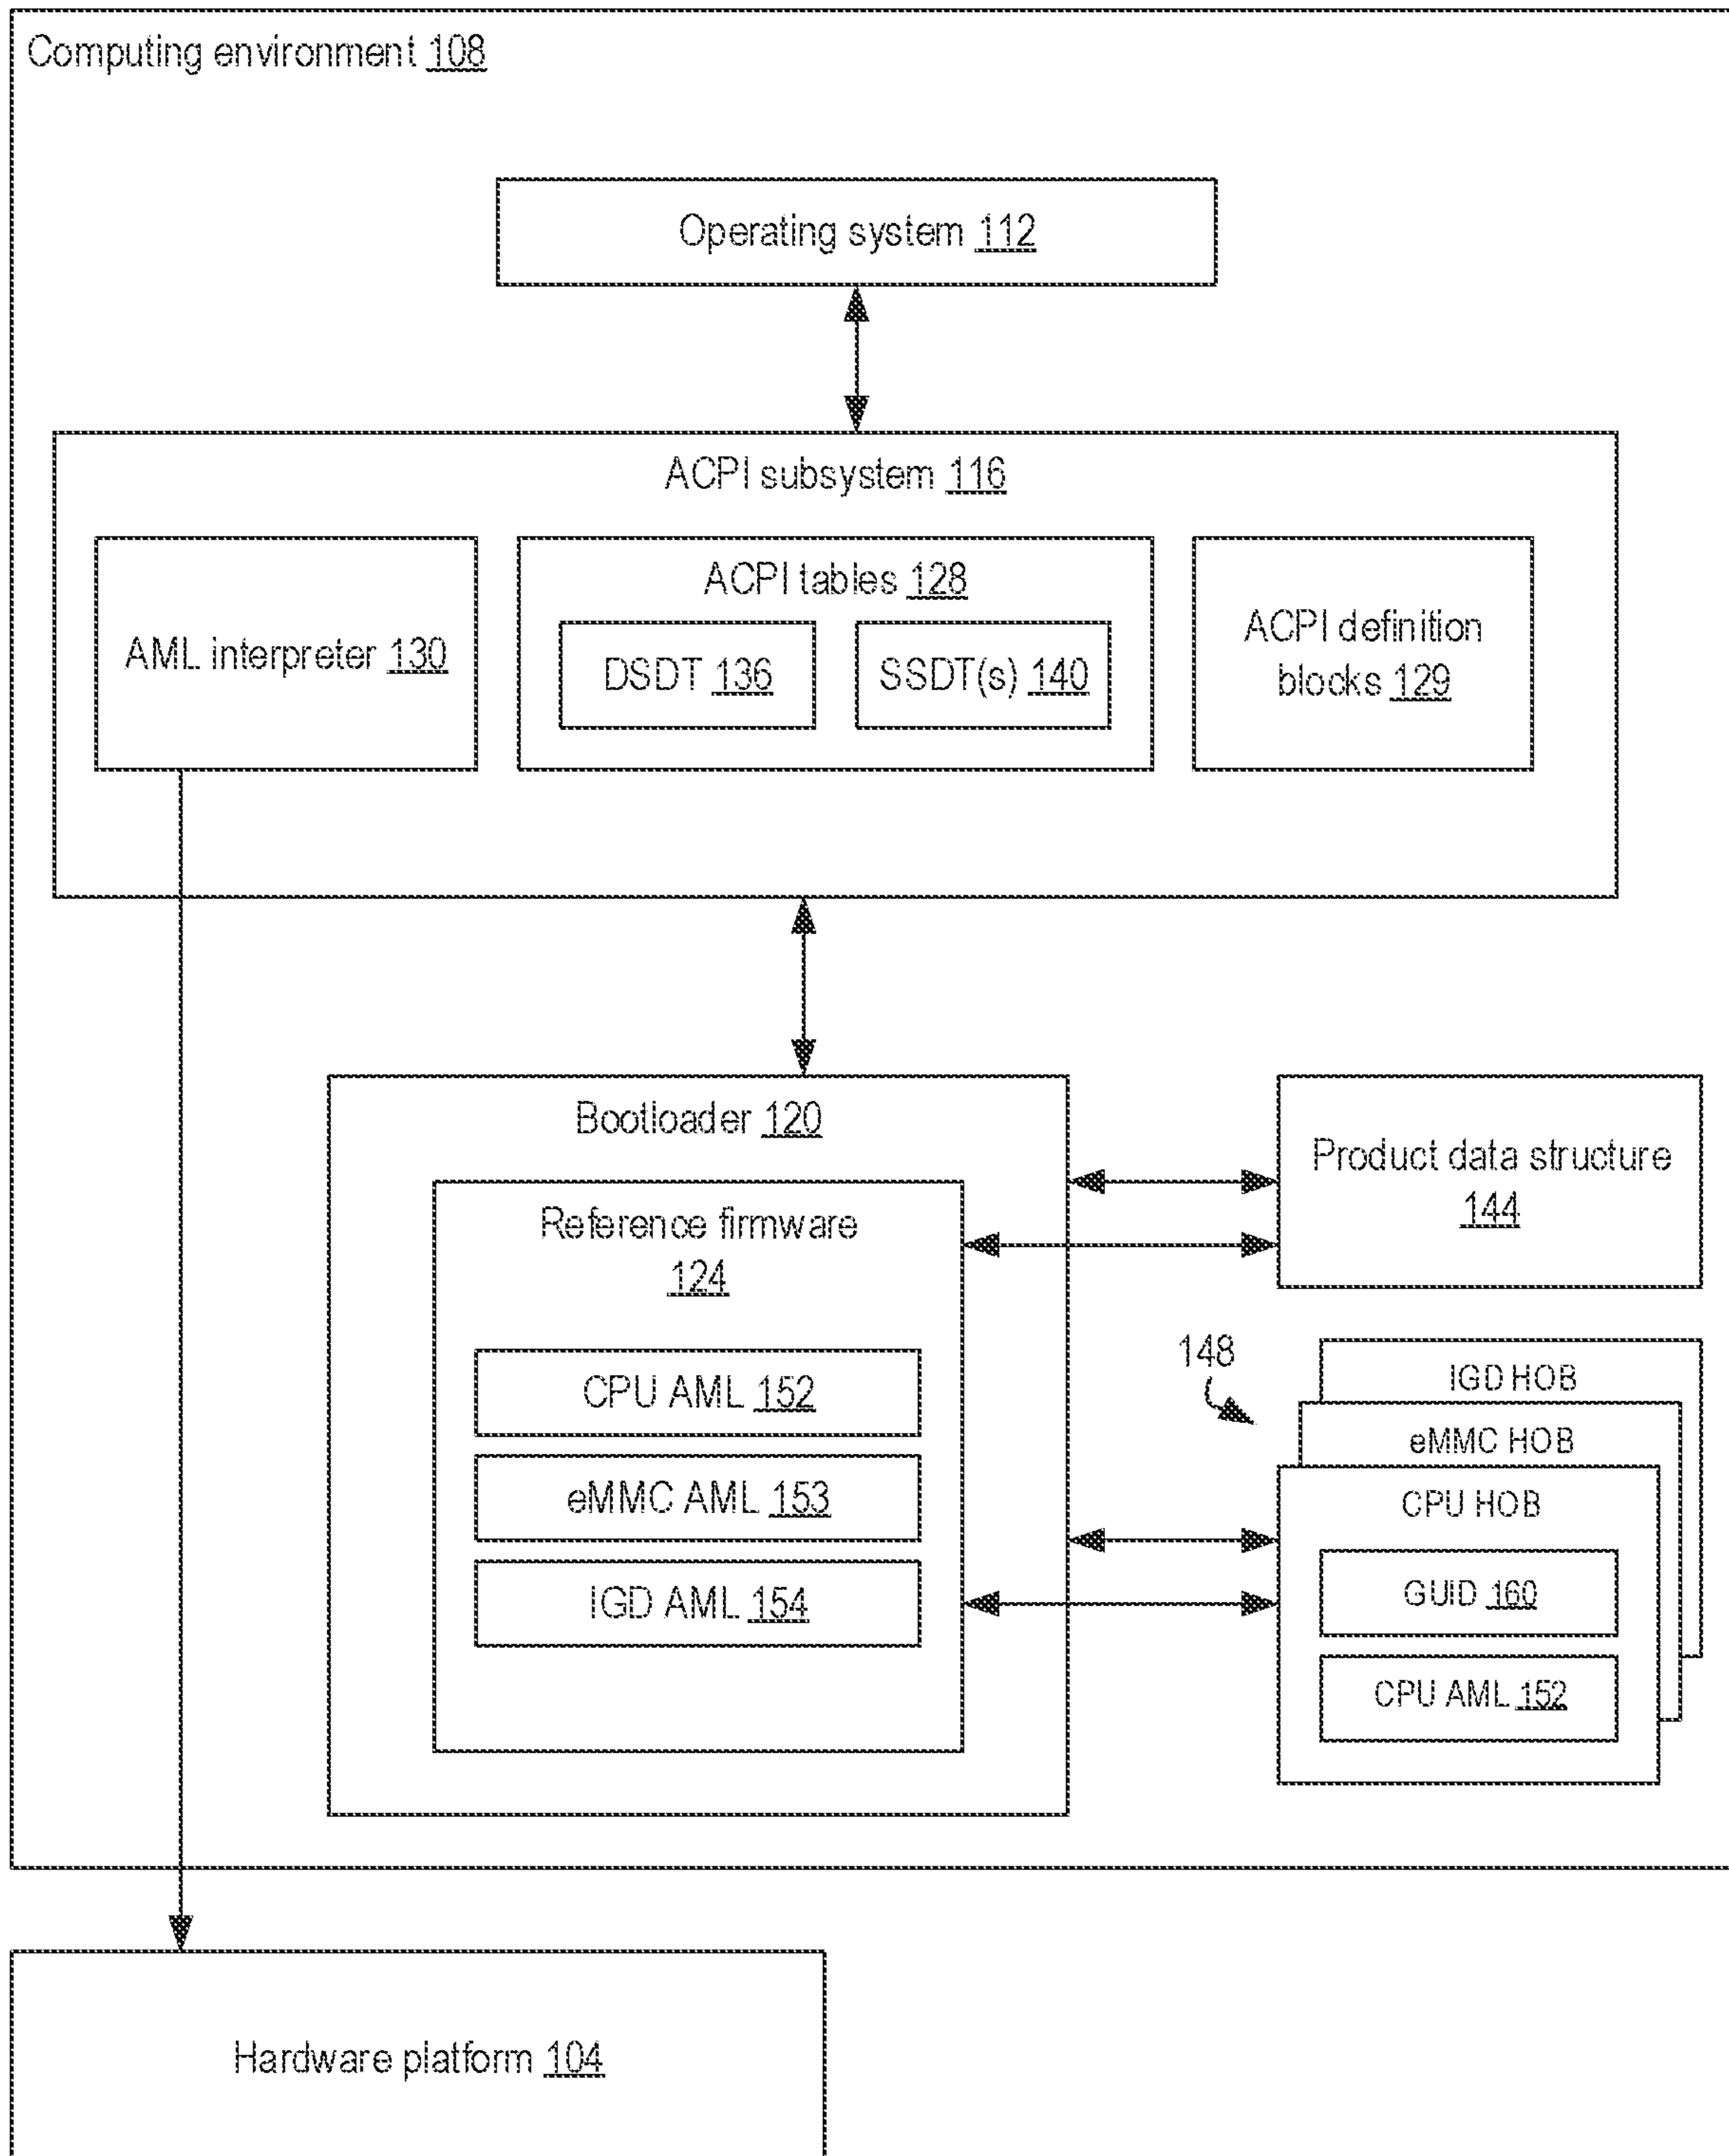 Computing environment 108
Operating system 112
ACPI subsystem 116
AML interpreter 130
ACPI tables 128
DSDT 136
SSDT(s) 140
ACPI definition
blocks 129
Bootloader 120
Reference firmware
124
CPU AML 152
eMMC AML 153
IGD AML 154
Product data structure
144
148
IGD HOB
eMMC HOB
CPU HOB
GUID 160
CPU AML 152
Hardware platform 104